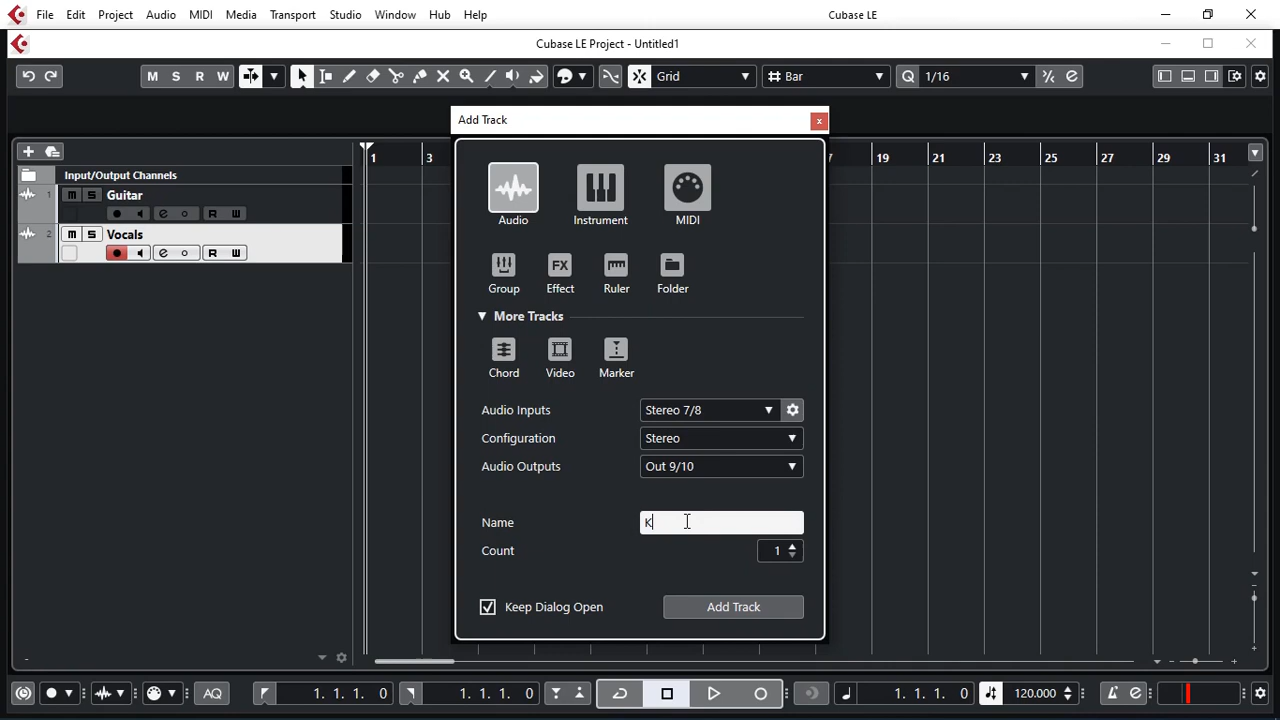 File Edit Project Audio MIDI Media Transport Studio Window Hub Help Cubase LE
Cubase LE Project - Untitled1
M S R W Grid Bar Q 1/16 e
Add Track x
1 3 17 19 21 23 25 27 29 31
Input/Output Channels
1 M S Guitar
e R W
2 M S Vocals
e R W
Audio Instrument MIDI
FX
Group Effect Ruler Folder
More Tracks
Chord Video Marker
Audio Inputs Stereo 7/8
Configuration Stereo
Audio Outputs Out 9/10
Name K
Count 1
Keep Dialog Open Add Track
AQ 1. 1. 1. 0 1. 1. 1. 0 1. 1. 1. 0 120.000 e